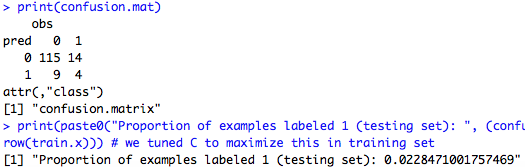 > print(confusion.mat)
    obs
pred   0  1
   0 115 14
   1   9  4
attr(,"class")
[1] "confusion.matrix"
> print(paste0("Proportion of examples labeled 1 (testing set): ", (confu
row(train.x))) # we tuned C to maximize this in training set
[1] "Proportion of examples labeled 1 (testing set): 0.0228471001757469"